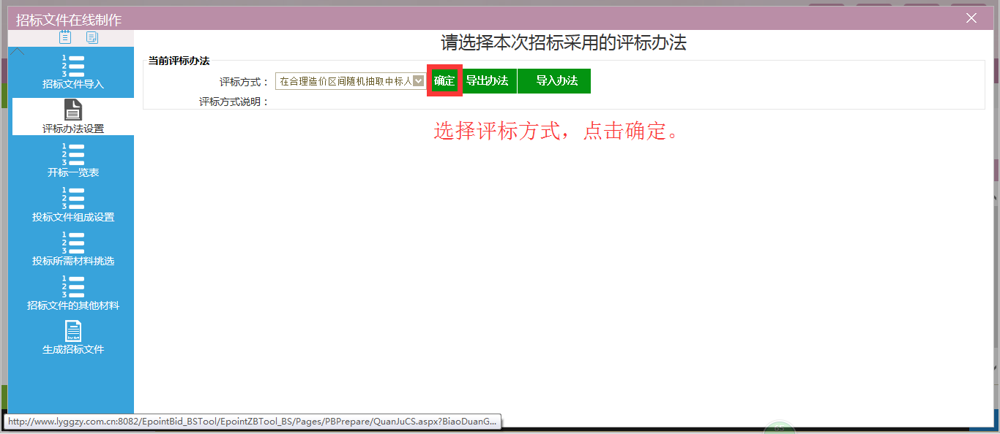 招标文件在线制作
招标文件导入
评标办法设置
开标一览表
投标文件组成设置
投标所需材料挑选
招标文件的其他材料
生成招标文件
请选择本次招标采用的评标办法
当前评标办法
评标方式： 在合理造价区间随机抽取中标人 确定 导出办法 导入办法
评标方式说明：
选择评标方式，点击确定。
http://www.lyggzy.com.cn:8082/EpointBid_BSTool/EpointZBTool_BS/Pages/PBPrepare/QuanJuCS.aspx?BiaoDuanG...